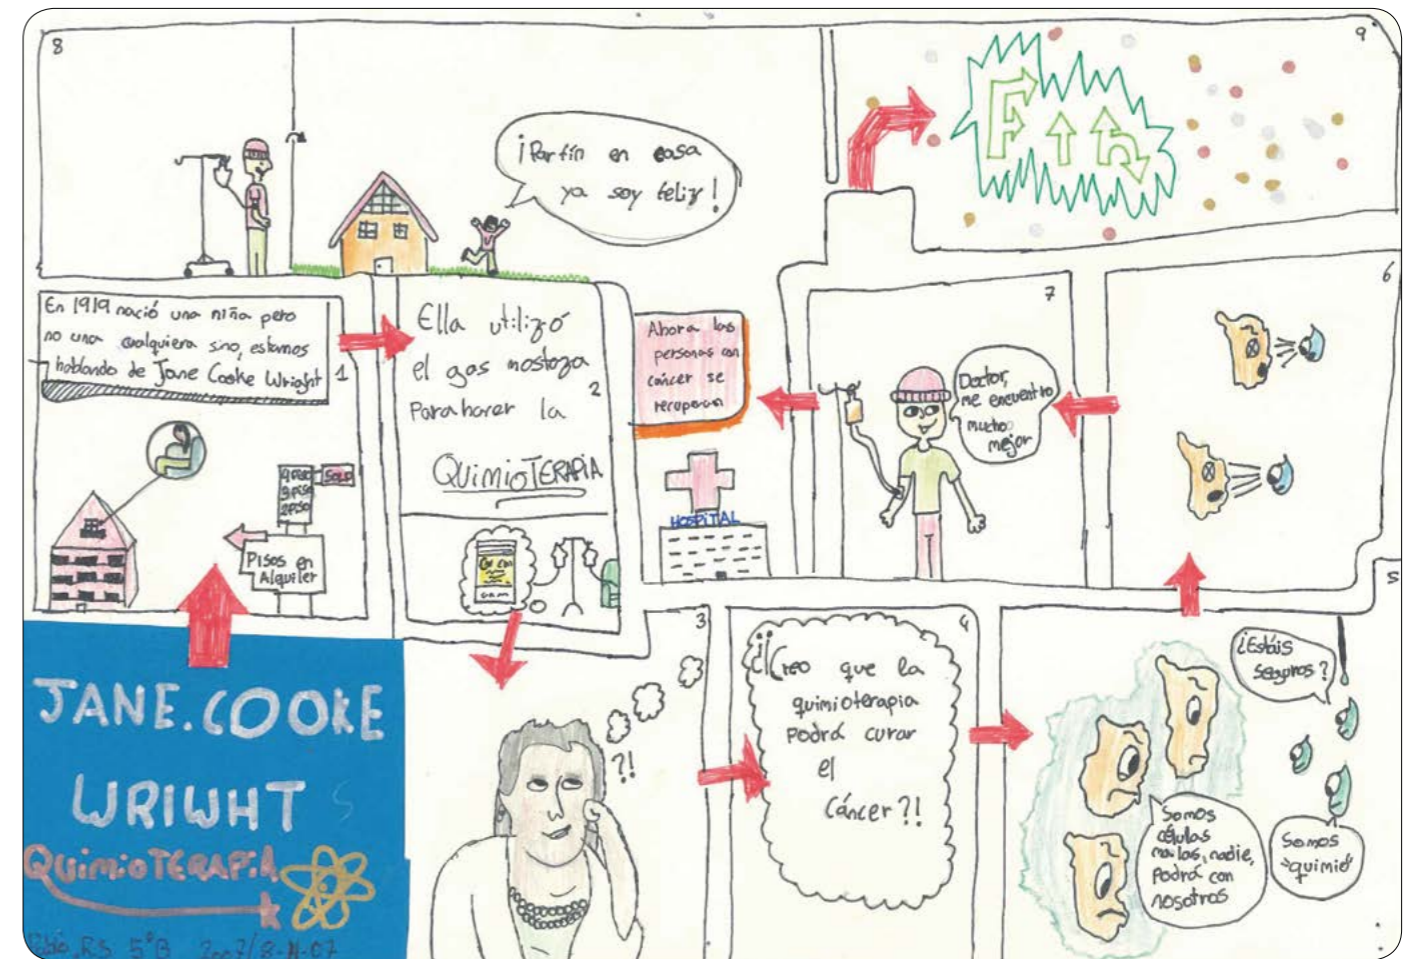 JANE.COOKE
WRIWHT
QUIMIOTERAPIA
5ºB
1
En 1919 nació una niña pero
no una cualquiera sino, estamos
hablando de Jane Cooke Wright
SOLD
Pisos en
Alquiler
2
Ella utilizó
el gas mostaza
Para hacer la
QUIMIOTERAPIA
3
?!
4
¡¿Creo que la
quimioterapia
Podrá curar
el
Cáncer?!
5
¿Estáis
seguros?
Somos
células
malas, nadie,
Podrá con
nosotros
Somos
"quimio"
6
7
Doctor,
me encuentro
mucho
mejor
Ahora las
personas con
cáncer se
recuperan
HOSPITAL
8
¡Por fin en casa
ya soy feliz!
9
Fin